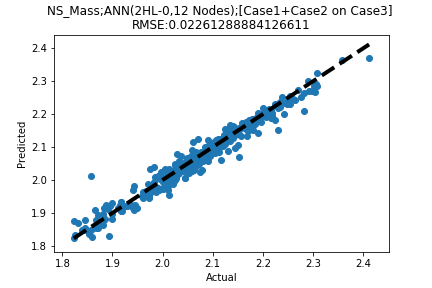 NS_Mass;ANN(2HL-0,12 Nodes);[Case1+Case2 on Case3]
RMSE:0.02261288884126611
2.4
2.3
2.2
2.1
2.0
1.9
1.8
Predicted
1.8 1.9 2.0 2.1 2.2 2.3 2.4
Actual